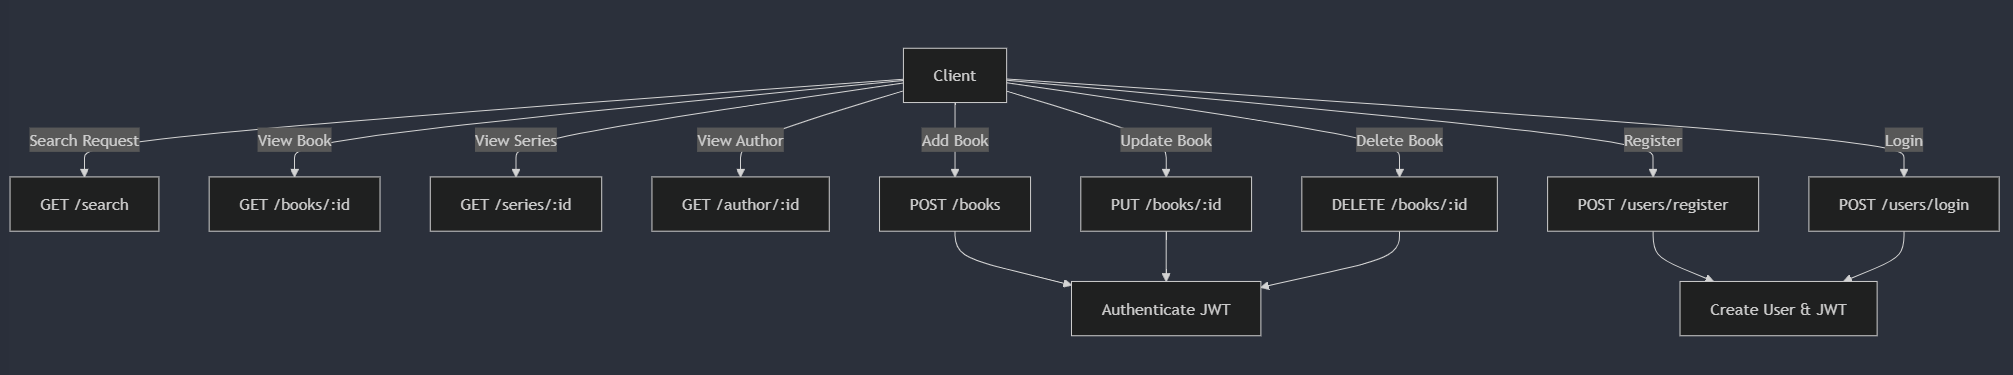 Client
Search Request
View Book
View Series
View Author
Add Book
Update Book
Delete Book
Register
Login
GET /search
GET /books/:id
GET /series/:id
GET /author/:id
POST /books
PUT /books/:id
DELETE /books/:id
POST /users/register
POST /users/login
Authenticate JWT
Create User & JWT